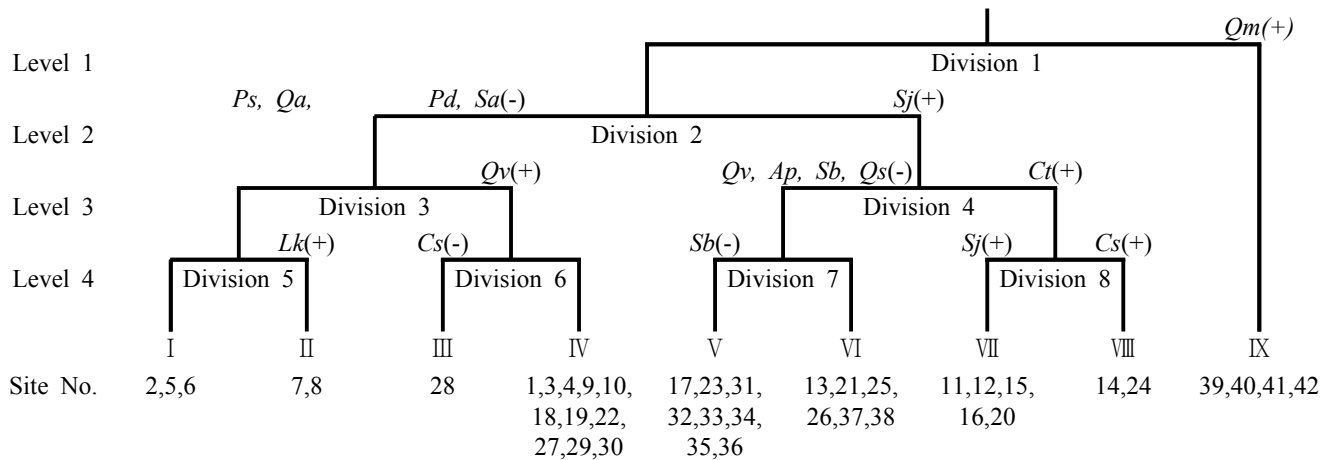 Qm(+)
Level 1 Division 1
Ps, Qa, Pd, Sa(-) Sj(+)
Level 2 Division 2
Qv(+) Qv, Ap, Sb, Qs(-) Ct(+)
Level 3 Division 3 Division 4
Lk(+) Cs(-) Sb(-) Sj(+) Cs(+)
Level 4 Division 5 Division 6 Division 7 Division 8
Ⅰ Ⅱ Ⅲ Ⅳ Ⅴ Ⅵ Ⅶ Ⅷ Ⅸ
Site No. 2,5,6 7,8 28 1,3,4,9,10, 17,23,31, 13,21,25, 11,12,15, 14,24 39,40,41,42
18,19,22, 32,33,34, 26,37,38 16,20
27,29,30 35,36